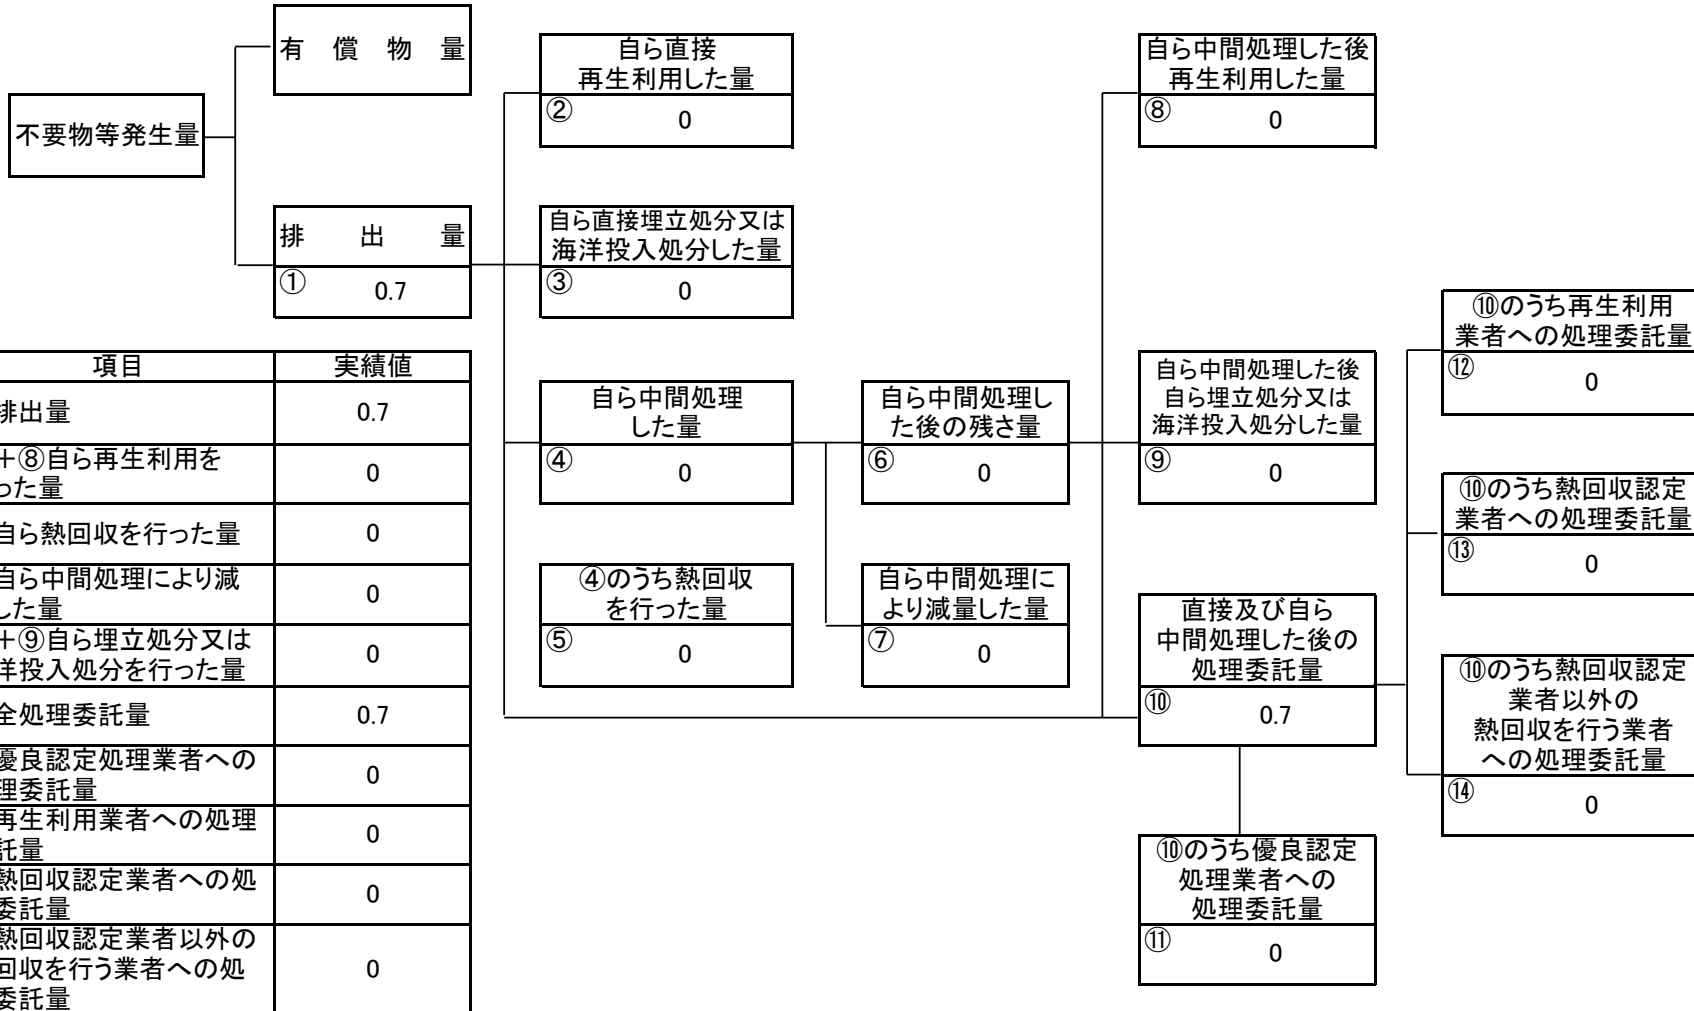 有 償 物 量
不要物等発生量
排 出 量
① 0.7
自ら直接
再生利用した量
② 0
自ら直接埋立処分又は
海洋投入処分した量
③ 0
自ら中間処理
した量
④ 0
④のうち熱回収
を行った量
⑤ 0
自ら中間処理し
た後の残さ量
⑥ 0
自ら中間処理に
より減量した量
⑦ 0
自ら中間処理した後
再生利用した量
⑧ 0
自ら中間処理した後
自ら埋立処分又は
海洋投入処分した量
⑨ 0
直接及び自ら
中間処理した後の
処理委託量
⑩ 0.7
⑩のうち優良認定
処理業者への
処理委託量
⑪ 0
⑩のうち再生利用
業者への処理委託量
⑫ 0
⑩のうち熱回収認定
業者への処理委託量
⑬ 0
⑩のうち熱回収認定
業者以外の
熱回収を行う業者
への処理委託量
⑭ 0
項目 実績値
排出量 0.7
+⑧自ら再生利用を
った量 0
自ら熱回収を行った量 0
自ら中間処理により減
した量 0
+⑨自ら埋立処分又は
洋投入処分を行った量 0
全処理委託量 0.7
優良認定処理業者への
理委託量 0
再生利用業者への処理
託量 0
熱回収認定業者への処
委託量 0
熱回収認定業者以外の
回収を行う業者への処
委託量 0